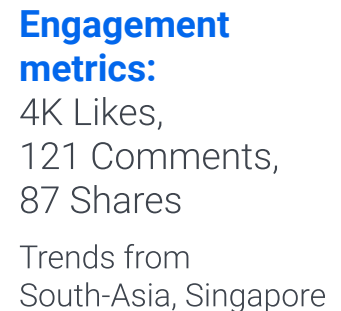 Engagement
metrics:
4K Likes,
121 Comments,
87 Shares
Trends from
South-Asia, Singapore